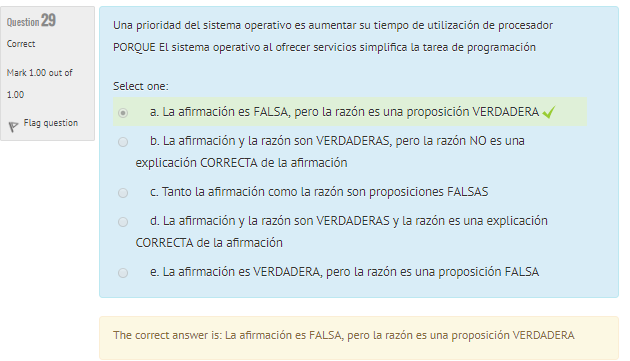 Question 29
Correct
Mark 1.00 out of
1.00
Flag question
Una prioridad del sistema operativo es aumentar su tiempo de utilización de procesador
PORQUE El sistema operativo al ofrecer servicios simplifica la tarea de programación
Select one:
a. La afirmación es FALSA, pero la razón es una proposición VERDADERA
b. La afirmación y la razón son VERDADERAS, pero la razón NO es una
explicación CORRECTA de la afirmación
c. Tanto la afirmación como la razón son proposiciones FALSAS
d. La afirmación y la razón son VERDADERAS y la razón es una explicación
CORRECTA de la afirmación
e. La afirmación es VERDADERA, pero la razón es una proposición FALSA
The correct answer is: La afirmación es FALSA, pero la razón es una proposición VERDADERA